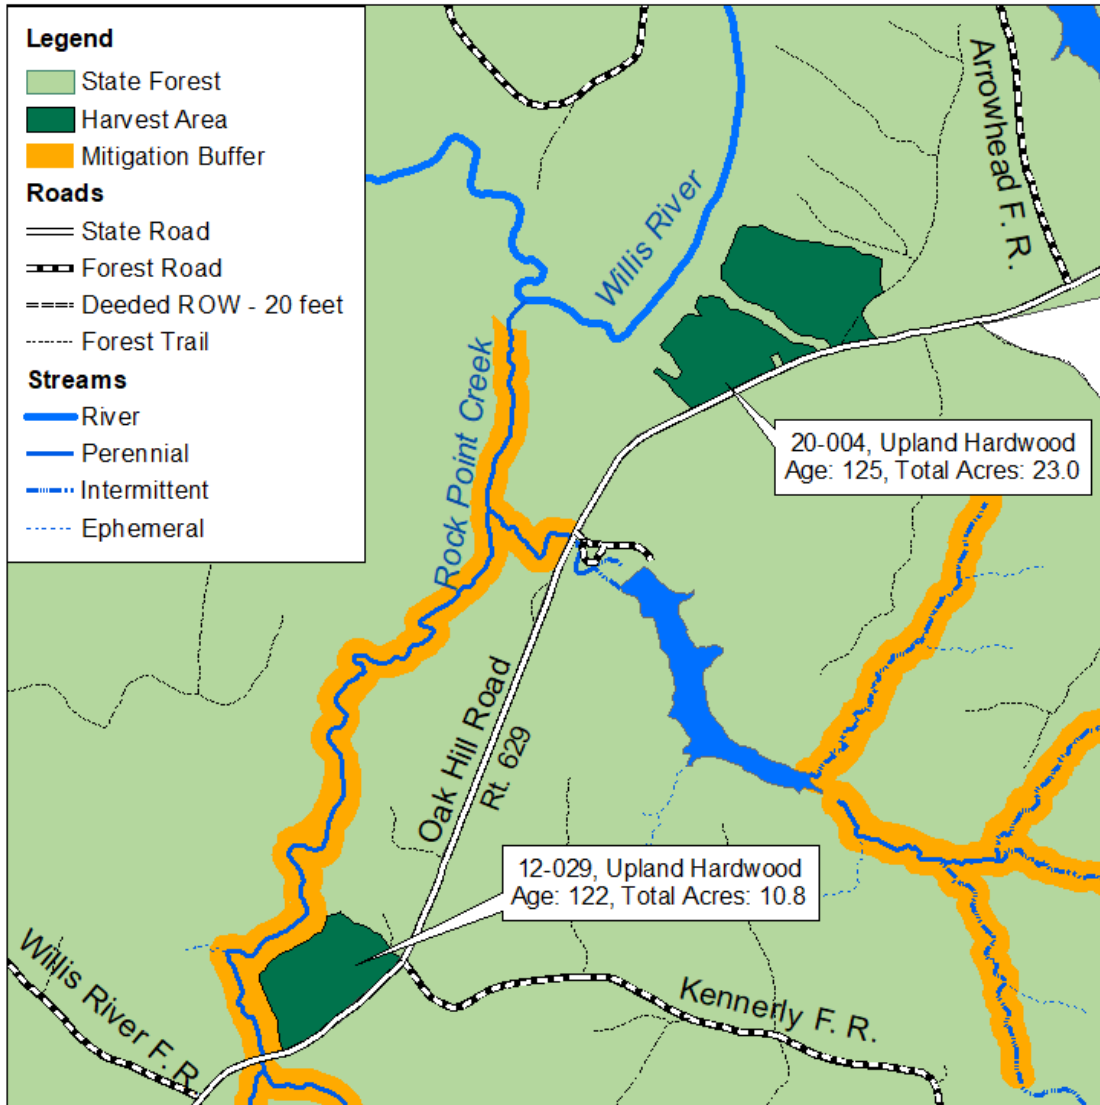 Legend
State Forest
Harvest Area
Mitigation Buffer
Roads
State Road
Forest Road
Deeded ROW - 20 feet
Forest Trail
Streams
River
Perennial
Intermittent
Ephemeral
Willis River
Arrowhead F. R.
Rock Point Creek
20-004, Upland Hardwood
Age: 125, Total Acres: 23.0
Oak Hill Road
Rt. 629
12-029, Upland Hardwood
Age: 122, Total Acres: 10.8
Willis River F. R.
Kennerly F. R.